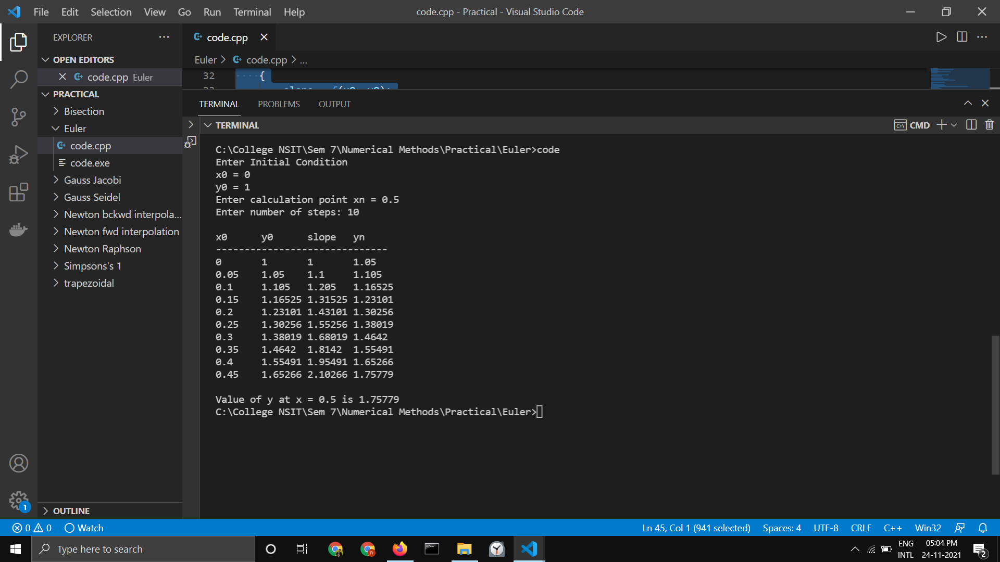 File Edit Selection View Go Run Terminal Help
code.cpp - Practical - Visual Studio Code
EXPLORER
OPEN EDITORS
code.cpp Euler
PRACTICAL
Bisection
Euler
code.cpp
code.exe
Gauss Jacobi
Gauss Seidel
Newton bckwd interpola...
Newton fwd interpolation
Newton Raphson
Simpsons's 1
trapezoidal
OUTLINE
code.cpp
Euler > code.cpp > ...
32 {
TERMINAL PROBLEMS OUTPUT
TERMINAL
CMD
C:\College NSIT\Sem 7\Numerical Methods\Practical\Euler>code
Enter Initial Condition
x0 = 0
y0 = 1
Enter calculation point xn = 0.5
Enter number of steps: 10
x0 y0 slope yn
------------------------------
0 1 1 1.05
0.05 1.05 1.1 1.105
0.1 1.105 1.205 1.16525
0.15 1.16525 1.31525 1.23101
0.2 1.23101 1.43101 1.30256
0.25 1.30256 1.55256 1.38019
0.3 1.38019 1.68019 1.4642
0.35 1.4642 1.8142 1.55491
0.4 1.55491 1.95491 1.65266
0.45 1.65266 2.10266 1.75779
Value of y at x = 0.5 is 1.75779
C:\College NSIT\Sem 7\Numerical Methods\Practical\Euler>
1
0 0 Watch
Ln 45, Col 1 (941 selected) Spaces: 4 UTF-8 CRLF C++ Win32
Type here to search
ENG
INTL
05:04 PM
24-11-2021
2